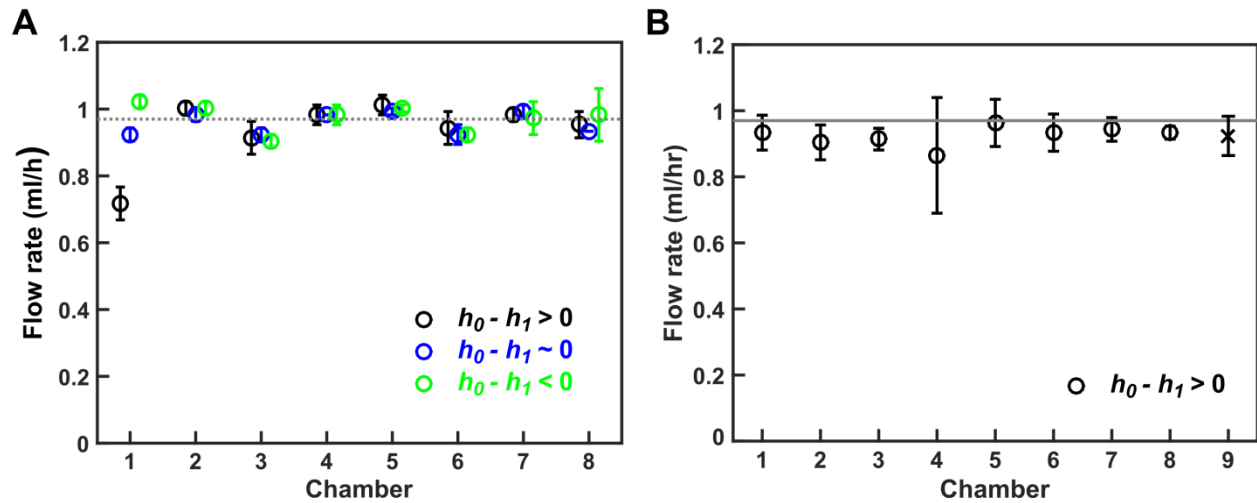 A
Flow rate (ml/h)
1.2
1
0.8
0.6
0.4
0.2
0
h0 - h1 > 0
h0 - h1 ~ 0
h0 - h1 < 0
1 2 3 4 5 6 7 8
Chamber
B
Flow rate (ml/hr)
1.2
1
0.8
0.6
0.4
0.2
0
h0 - h1 > 0
1 2 3 4 5 6 7 8 9
Chamber